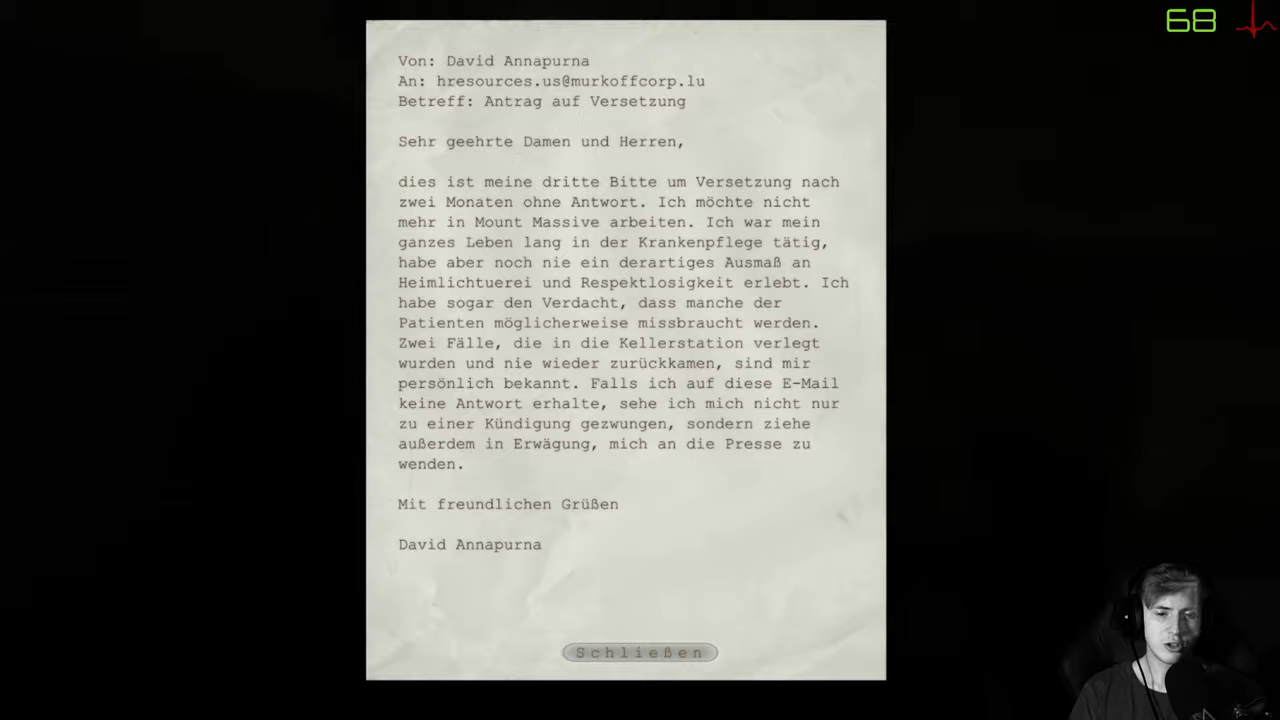 68
Von: David Annapurna
An: hresources.us@murkoffcorp.lu
Betreff: Antrag auf Versetzung
Sehr geehrte Damen und Herren,
dies ist meine dritte Bitte um Versetzung nach
zwei Monaten ohne Antwort. Ich möchte nicht
mehr in Mount Massive arbeiten. Ich war mein
ganzes Leben lang in der Krankenpflege tätig,
habe aber noch nie ein derartiges Ausmaß an
Heimlichtuerei und Respektlosigkeit erlebt. Ich
habe sogar den Verdacht, dass manche der
Patienten möglicherweise missbraucht werden.
Zwei Fälle, die in die Kellerstation verlegt
wurden und nie wieder zurückkamen, sind mir
persönlich bekannt. Falls ich auf diese E-Mail
keine Antwort erhalte, sehe ich mich nicht nur
zu einer Kündigung gezwungen, sondern ziehe
außerdem in Erwägung, mich an die Presse zu
wenden.
Mit freundlichen Grüßen
David Annapurna
Schließen